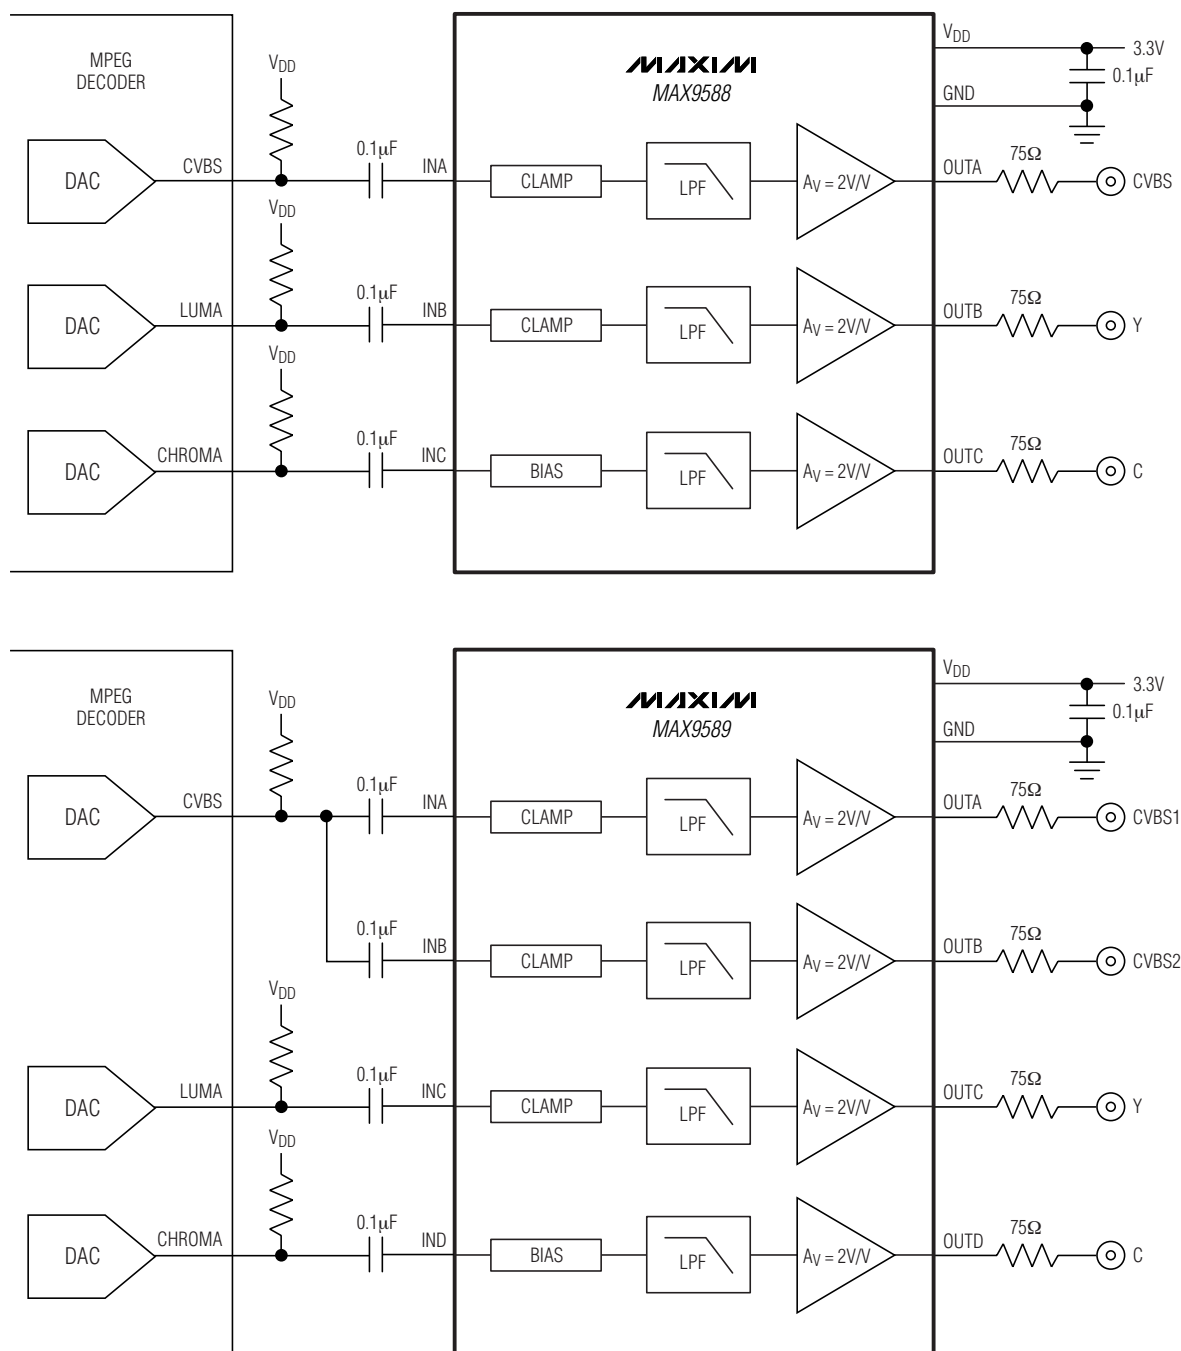 MPEG
DECODER
VDD
MAXIM
MAX9588
VDD
3.3V
0.1µF
GND
DAC
CVBS
0.1µF
INA
CLAMP
LPF
AV = 2V/V
OUTA
75Ω
CVBS
VDD
DAC
LUMA
0.1µF
INB
CLAMP
LPF
AV = 2V/V
OUTB
75Ω
Y
VDD
DAC
CHROMA
0.1µF
INC
BIAS
LPF
AV = 2V/V
OUTC
75Ω
C
MPEG
DECODER
VDD
MAXIM
MAX9589
VDD
3.3V
0.1µF
GND
DAC
CVBS
0.1µF
INA
CLAMP
LPF
AV = 2V/V
OUTA
75Ω
CVBS1
0.1µF
INB
CLAMP
LPF
AV = 2V/V
OUTB
75Ω
CVBS2
VDD
DAC
LUMA
0.1µF
INC
CLAMP
LPF
AV = 2V/V
OUTC
75Ω
Y
VDD
DAC
CHROMA
0.1µF
IND
BIAS
LPF
AV = 2V/V
OUTD
75Ω
C